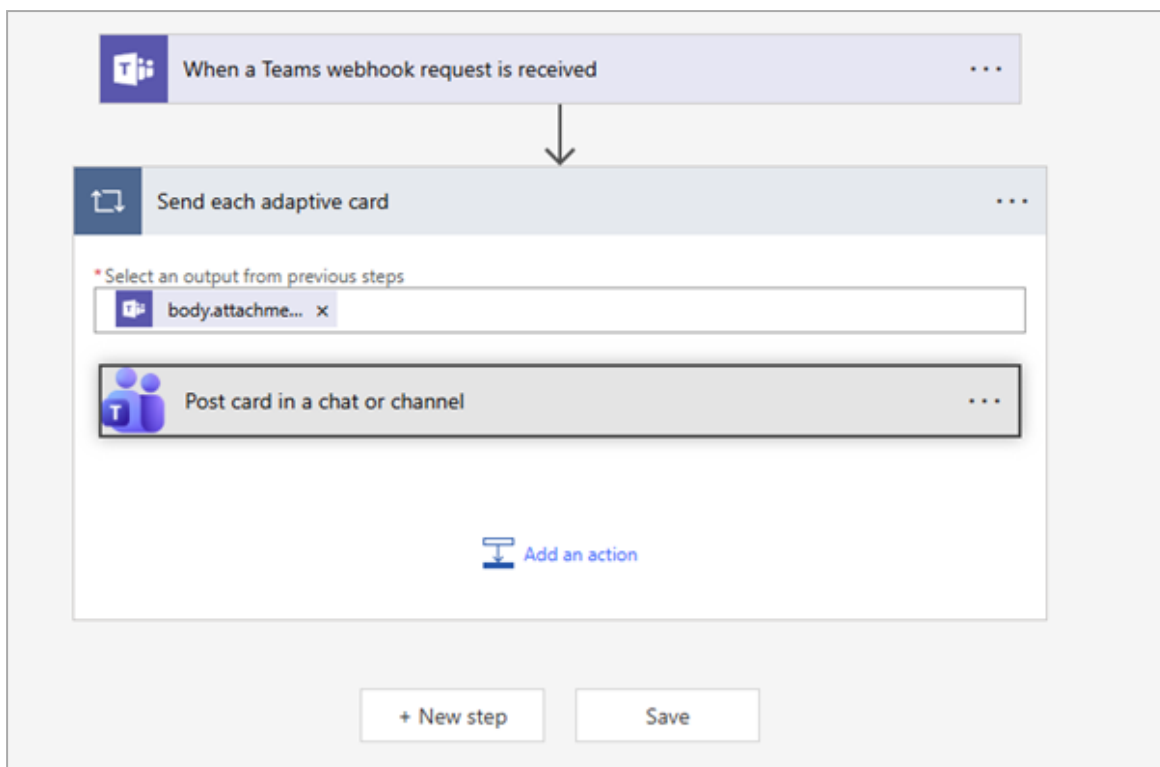 When a Teams webhook request is received
...
Send each adaptive card
...
* Select an output from previous steps
body.attachme... ×
T
Post card in a chat or channel
...
Add an action
+ New step
Save